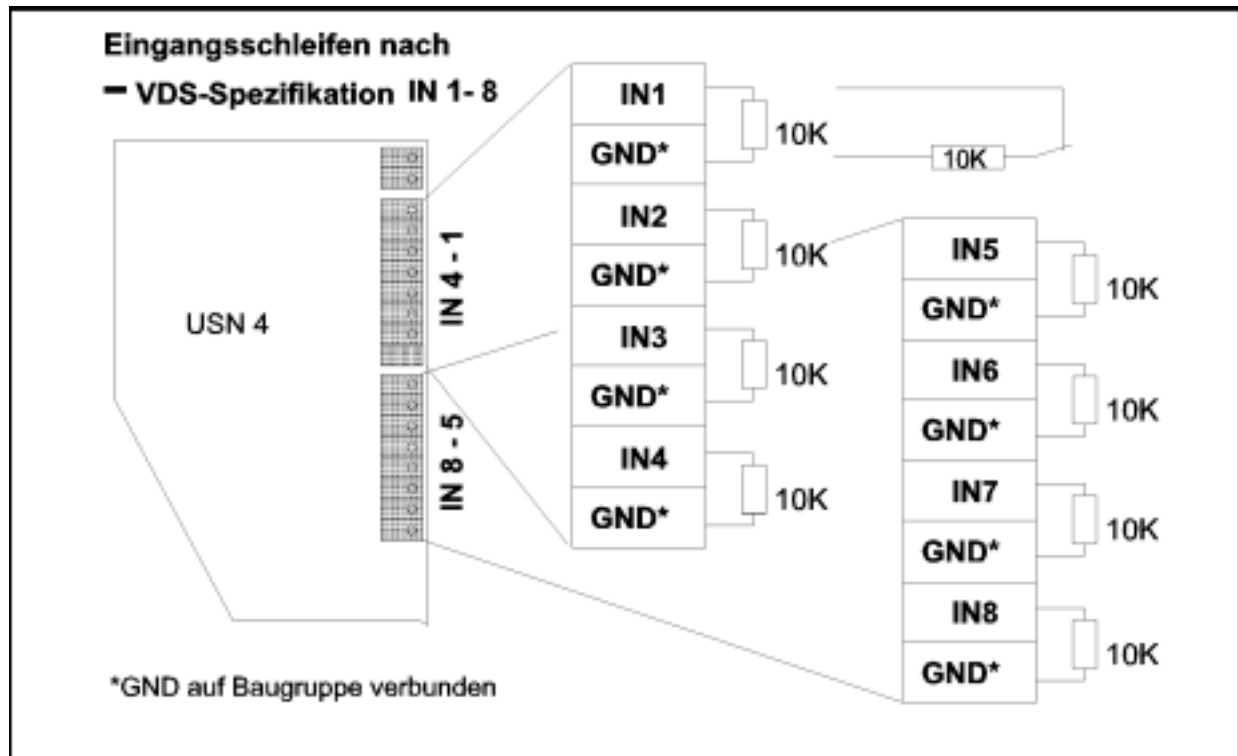 Eingangsschleifen nach
– VDS-Spezifikation IN 1- 8
USN 4
IN 4 - 1
IN 8 - 5
IN1
GND*
10K
IN2
GND*
10K
IN3
GND*
10K
IN4
GND*
10K
10K
IN5
GND*
10K
IN6
GND*
10K
IN7
GND*
10K
IN8
GND*
10K
*GND auf Baugruppe verbunden